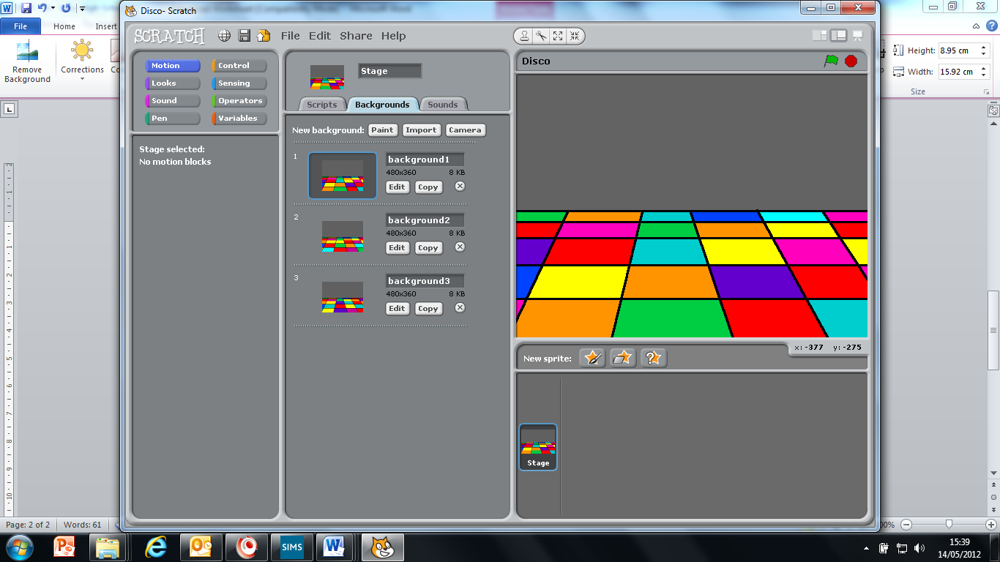 Disco- Scratch
File
Home
Insert
Remove
Background
Corrections
Co
Height:
8.95 cm
Width:
15.92 cm
Size
SCRATCH
File
Edit
Share
Help
Motion
Control
Looks
Sensing
Sound
Operators
Pen
Variables
Stage selected:
No motion blocks
Stage
Scripts
Backgrounds
Sounds
New background:
Paint
Import
Camera
1
background1
480x360
8 KB
Edit
Copy
2
background2
480x360
8 KB
Edit
Copy
3
background3
480x360
8 KB
Edit
Copy
Disco
x: -377 y: -275
New sprite:
Stage
Page: 2 of 2
Words: 61
00%
SIMS
15:39
14/05/2012